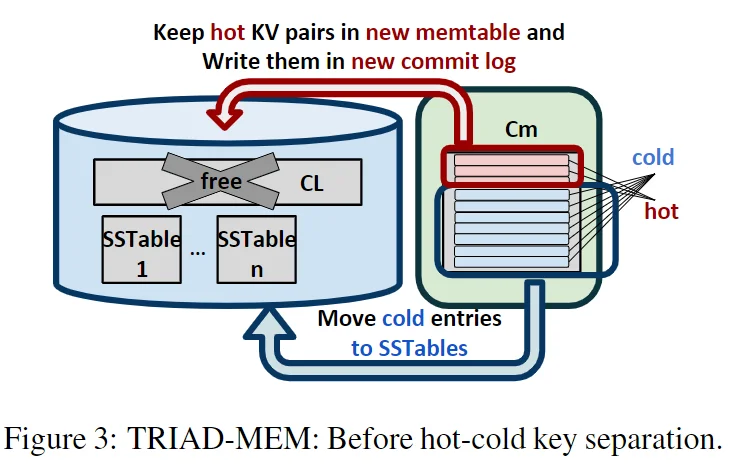 Keep hot KV pairs in new memtable and
Write them in new commit log
Cm
cold
free
CL
hot
SSTable
1
...
SSTable
n
Move cold entries
to SSTables
Figure 3: TRIAD-MEM: Before hot-cold key separation.